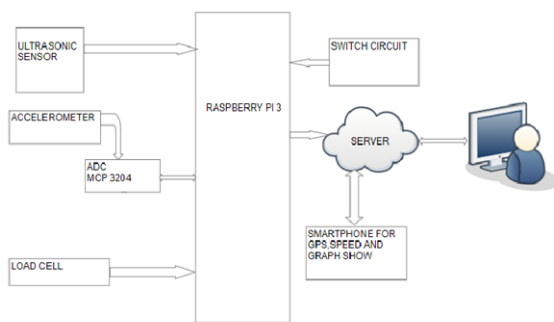 ULTRASONIC
SENSOR
SWITCH CIRCUIT
RASPBERRY PI 3
ACCELEROMETER
SERVER
ADC
MCP 3204
SMARTPHONE FOR
GPS,SPEED AND
GRAPH SHOW
LOAD CELL